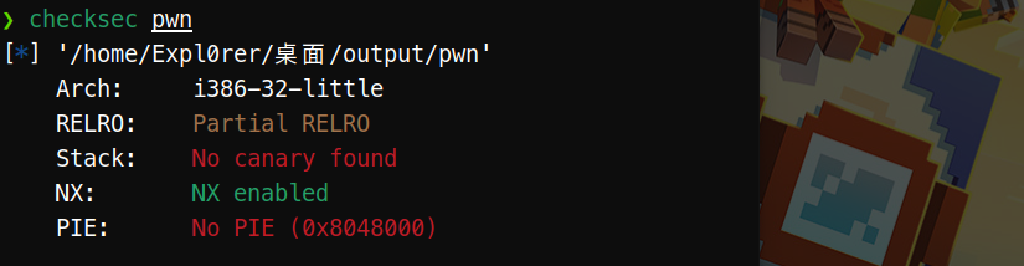 ❯ checksec pwn
[*] '/home/Expl0rer/桌面/output/pwn'
Arch: i386-32-little
RELRO: Partial RELRO
Stack: No canary found
NX: NX enabled
PIE: No PIE (0x8048000)